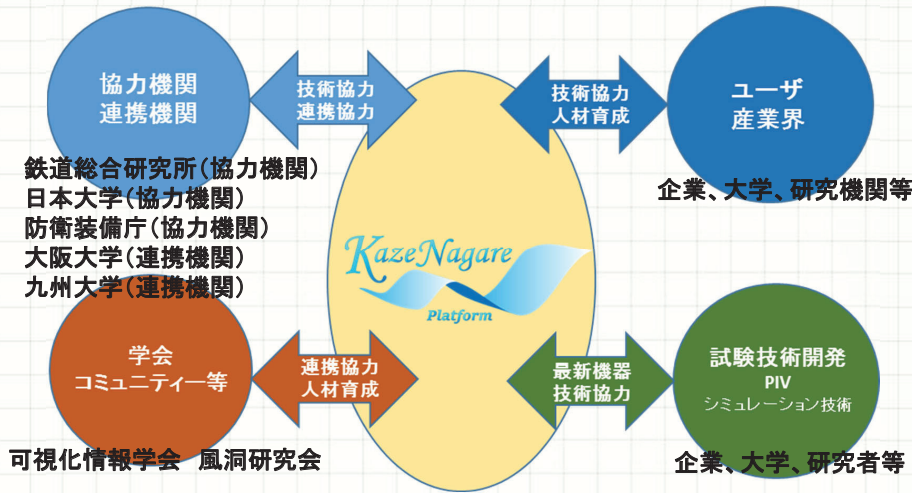 協力機関
連携機関
技術協力
連携協力
技術協力
人材育成
ユーザ
産業界
鉄道総合研究所(協力機関)
日本大学(協力機関)
防衛装備庁(協力機関)
大阪大学(連携機関)
九州大学(連携機関)
企業、大学、研究機関等
KazeNagare
Platform
学会
コミュニティー等
連携協力
人材育成
最新機器
技術協力
試験技術開発
PIV
シミュレーション技術
可視化情報学会 風洞研究会
企業、大学、研究者等